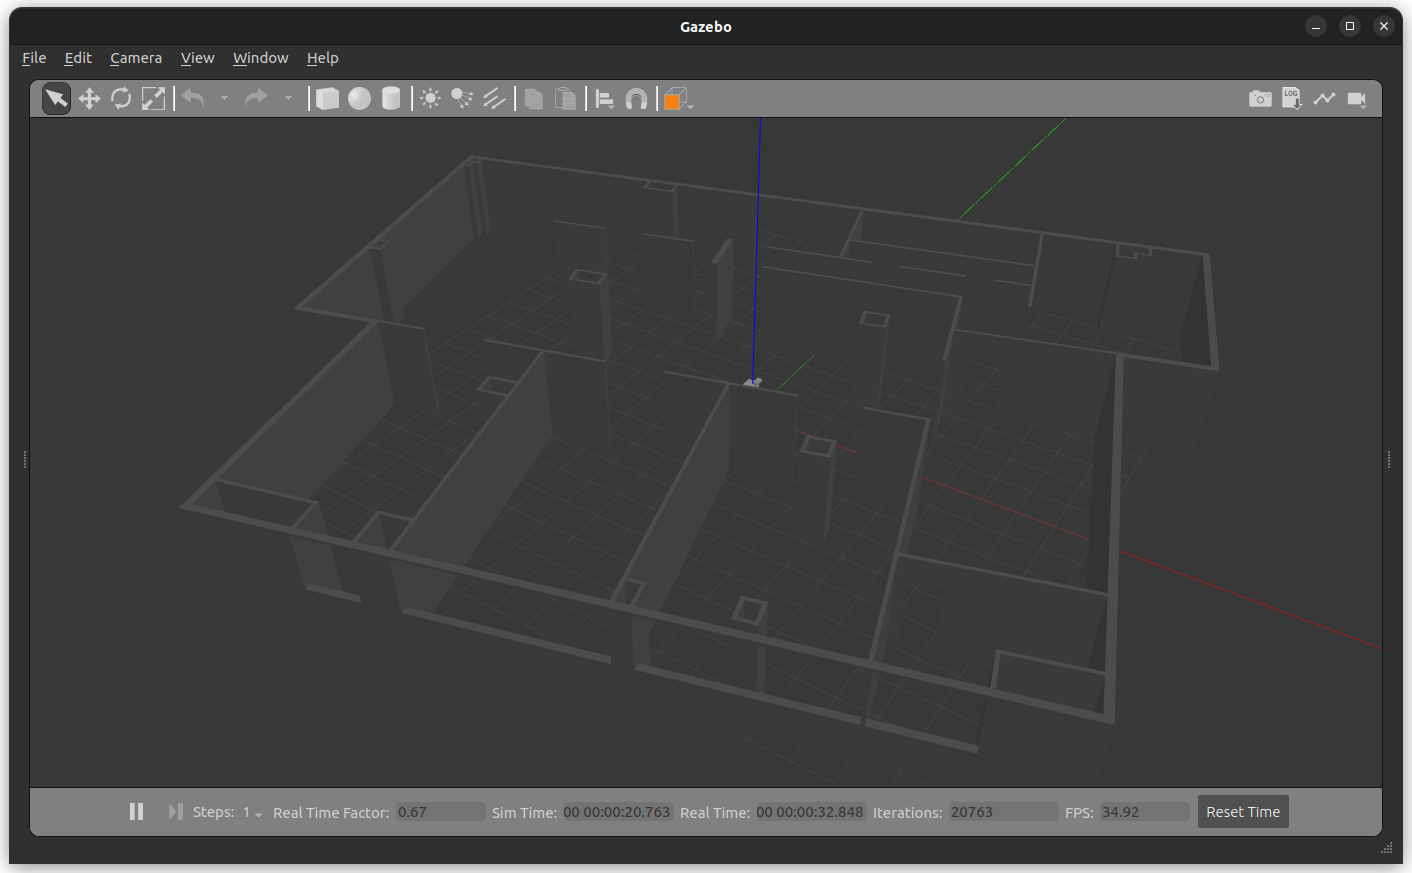 Gazebo
File Edit Camera View Window Help
LOG
Steps: 1 Real Time Factor: 0.67 Sim Time: 00 00:00:20.763 Real Time: 00 00:00:32.848 Iterations: 20763 FPS: 34.92 Reset Time